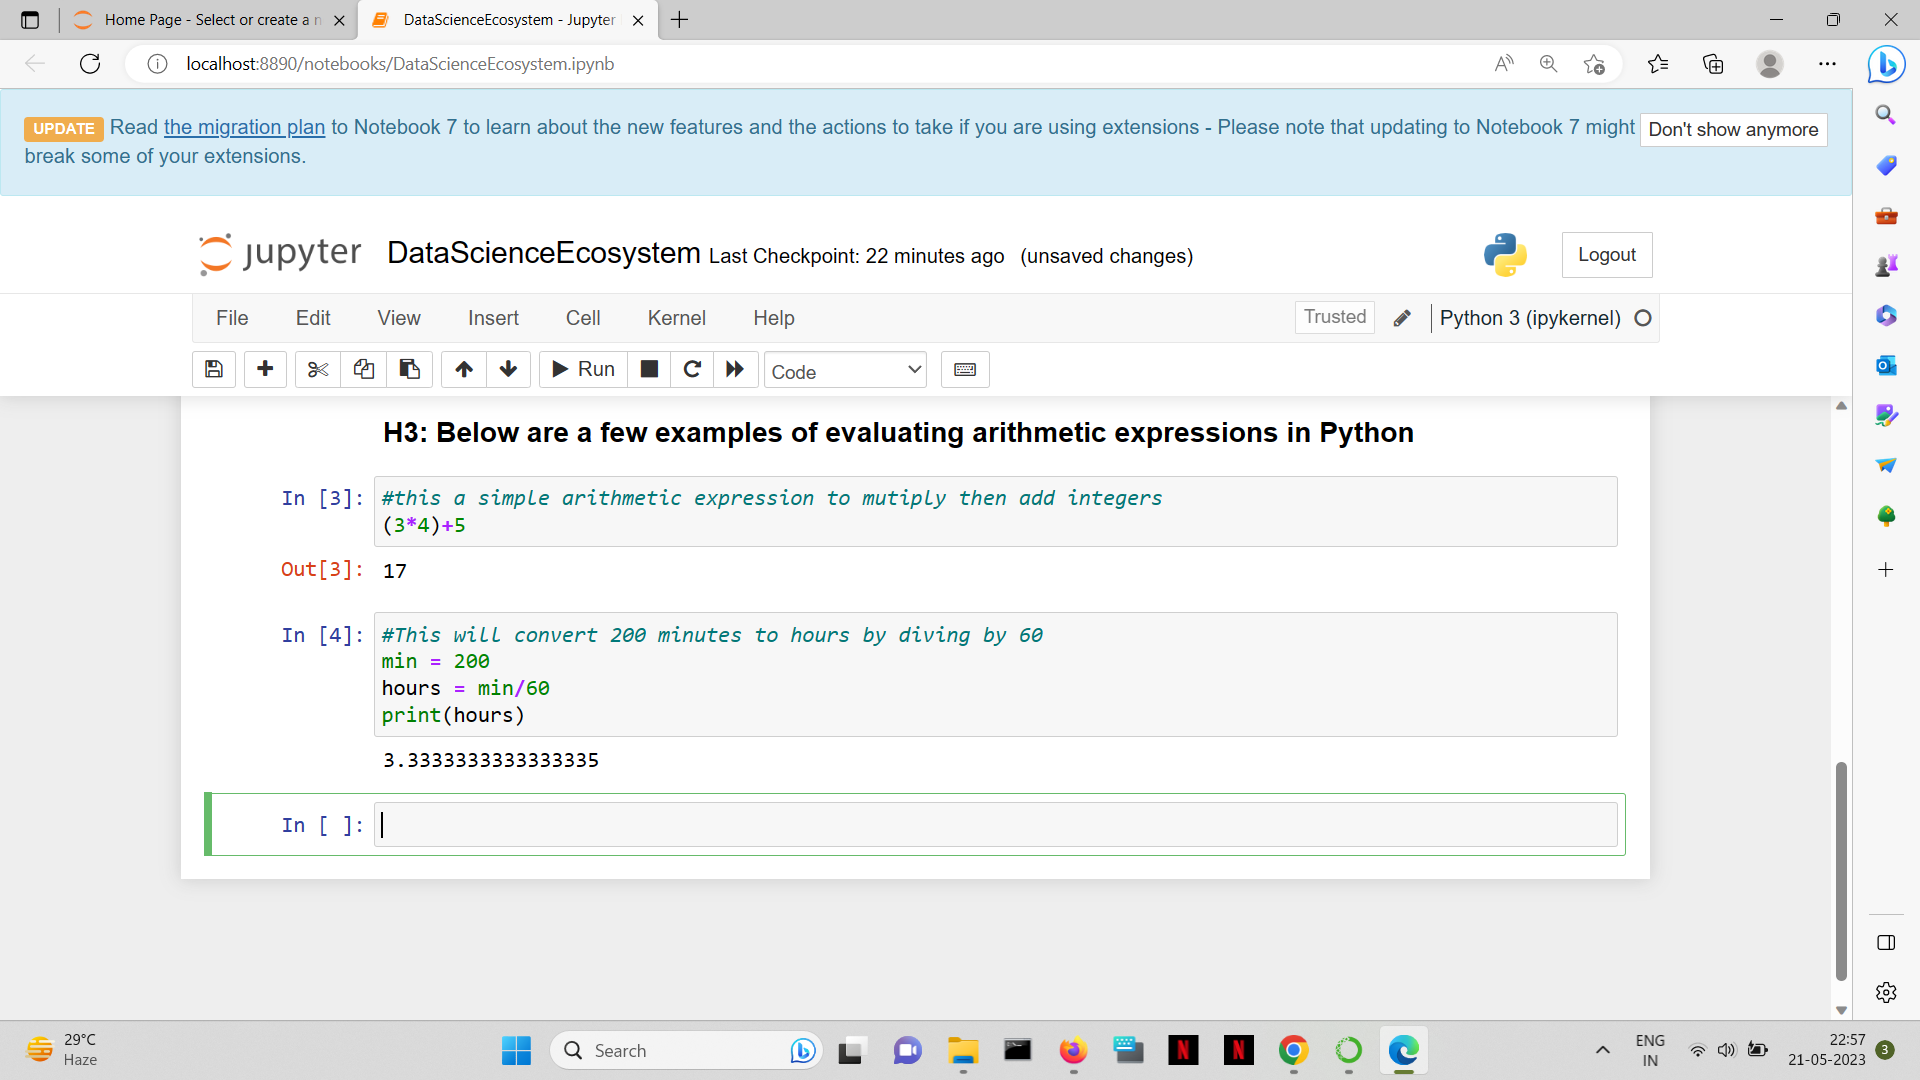 Home Page - Select or create a n
DataScienceEcosystem - Jupyter
localhost:8890/notebooks/DataScienceEcosystem.ipynb
UPDATE Read the migration plan to Notebook 7 to learn about the new features and the actions to take if you are using extensions - Please note that updating to Notebook 7 might
break some of your extensions.
Don't show anymore
jupyter DataScienceEcosystem Last Checkpoint: 22 minutes ago (unsaved changes)
Logout
File Edit View Insert Cell Kernel Help
Trusted
Python 3 (ipykernel)
Run
Code
H3: Below are a few examples of evaluating arithmetic expressions in Python
In [3]: #this a simple arithmetic expression to mutiply then add integers
(3*4)+5
Out[3]: 17
In [4]: #This will convert 200 minutes to hours by diving by 60
min = 200
hours = min/60
print(hours)
3.3333333333333335
In [ ]:
29°C
Haze
Search
N
N
ENG
IN
22:57
21-05-2023
3